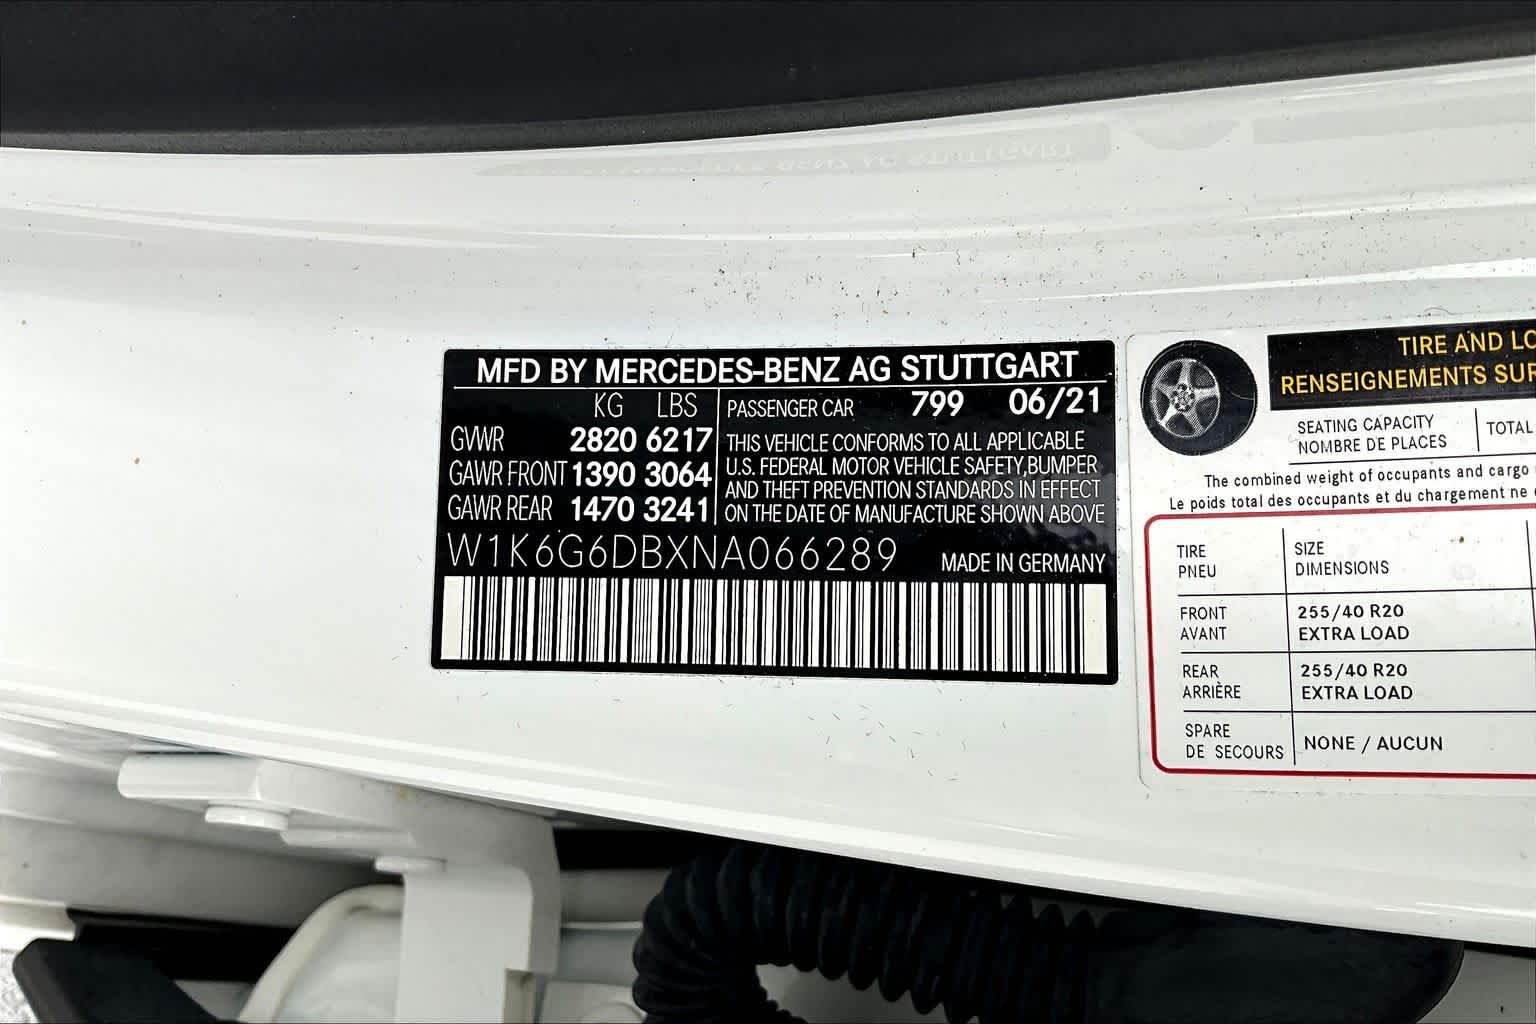 MFD BY MERCEDES-BENZ AG STUTTGART
KG LBS
GVWR 2820 6217
GAWR FRONT 1390 3064
GAWR REAR 1470 3241
PASSENGER CAR 799 06/21
THIS VEHICLE CONFORMS TO ALL APPLICABLE
U.S. FEDERAL MOTOR VEHICLE SAFETY,BUMPER
AND THEFT PREVENTION STANDARDS IN EFFECT
ON THE DATE OF MANUFACTURE SHOWN ABOVE
W1K6G6DBXNA066289 MADE IN GERMANY
TIRE AND LO
RENSEIGNEMENTS SUR
SEATING CAPACITY
NOMBRE DE PLACES
TOTAL
The combined weight of occupants and cargo
Le poids total des occupants et du chargement ne
TIRE
PNEU
SIZE
DIMENSIONS
FRONT
AVANT
255/40 R20
EXTRA LOAD
REAR
ARRIÈRE
255/40 R20
EXTRA LOAD
SPARE
DE SECOURS
NONE / AUCUN